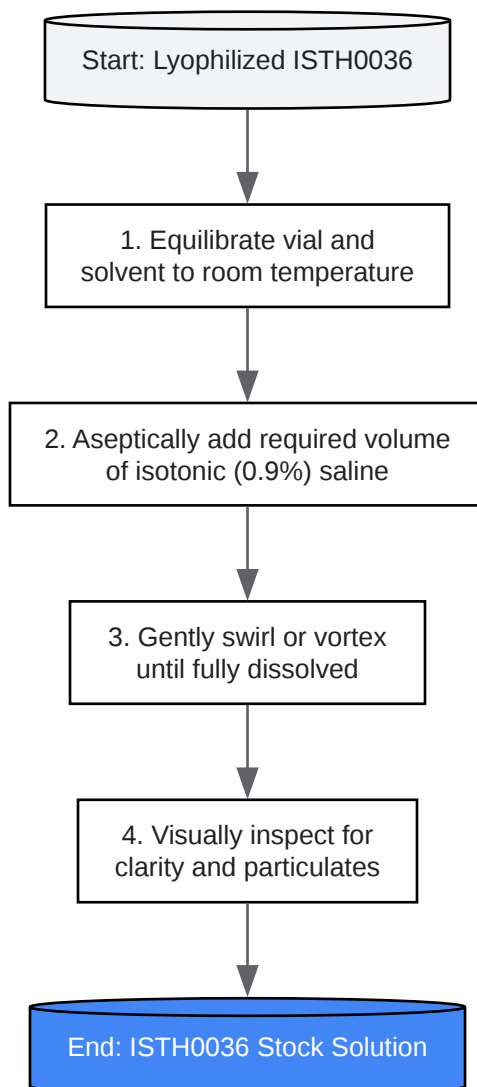 Start: Lyophilized ISTH0036
1. Equilibrate vial and
solvent to room temperature
2. Aseptically add required volume
of isotonic (0.9%) saline
3. Gently swirl or vortex
until fully dissolved
4. Visually inspect for
clarity and particulates
End: ISTH0036 Stock Solution